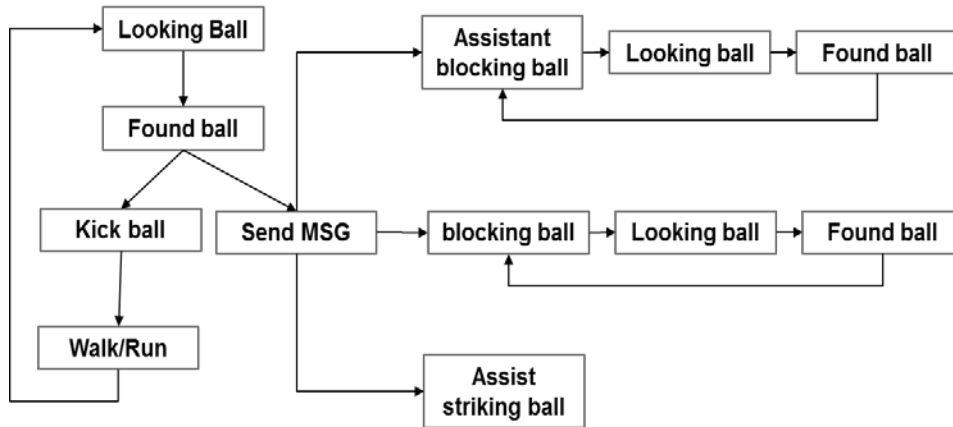 Looking Ball
Found ball
Kick ball
Walk/Run
Send MSG
Assistant
blocking ball
Looking ball
Found ball
blocking ball
Looking ball
Found ball
Assist
striking ball